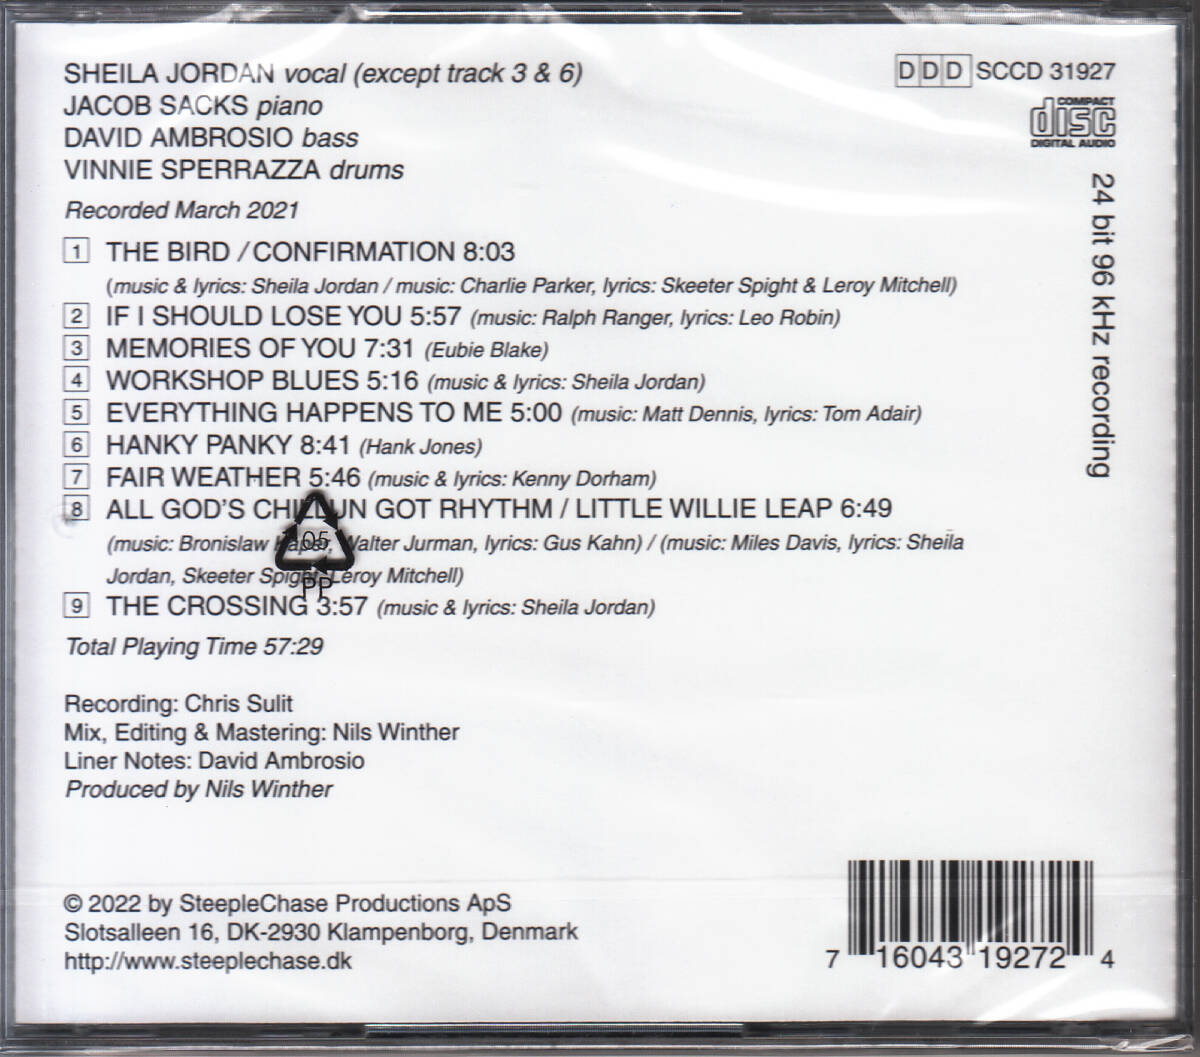 SHEILA JORDAN vocal (except track 3 & 6)
JACOB SACKS piano
DAVID AMBROSIO bass
VINNIE SPERRAZZA drums
Recorded March 2021
DDD SCCD 31927
COMPACT
disc
DIGITAL AUDIO
24 bit 96 kHz recording
1 THE BIRD / CONFIRMATION 8:03
(music & lyrics: Sheila Jordan / music: Charlie Parker, lyrics: Skeeter Spight & Leroy Mitchell)
2 IF I SHOULD LOSE YOU 5:57 (music: Ralph Ranger, lyrics: Leo Robin)
3 MEMORIES OF YOU 7:31 (Eubie Blake)
4 WORKSHOP BLUES 5:16 (music & lyrics: Sheila Jordan)
5 EVERYTHING HAPPENS TO ME 5:00 (music: Matt Dennis, lyrics: Tom Adair)
6 HANKY PANKY 8:41 (Hank Jones)
7 FAIR WEATHER 5:46 (music & lyrics: Kenny Dorham)
8 ALL GOD'S CHILLUN GOT RHYTHM / LITTLE WILLIE LEAP 6:49
(music: Bronislaw Kaper, Walter Jurman, lyrics: Gus Kahn) / (music: Miles Davis, lyrics: Sheila
Jordan, Skeeter Spight, Leroy Mitchell)
05
PP
9 THE CROSSING 3:57 (music & lyrics: Sheila Jordan)
Total Playing Time 57:29
Recording: Chris Sulit
Mix, Editing & Mastering: Nils Winther
Liner Notes: David Ambrosio
Produced by Nils Winther
© 2022 by SteepleChase Productions ApS
Slotsalleen 16, DK-2930 Klampenborg, Denmark
http://www.steeplechase.dk
7 16043 19272 4